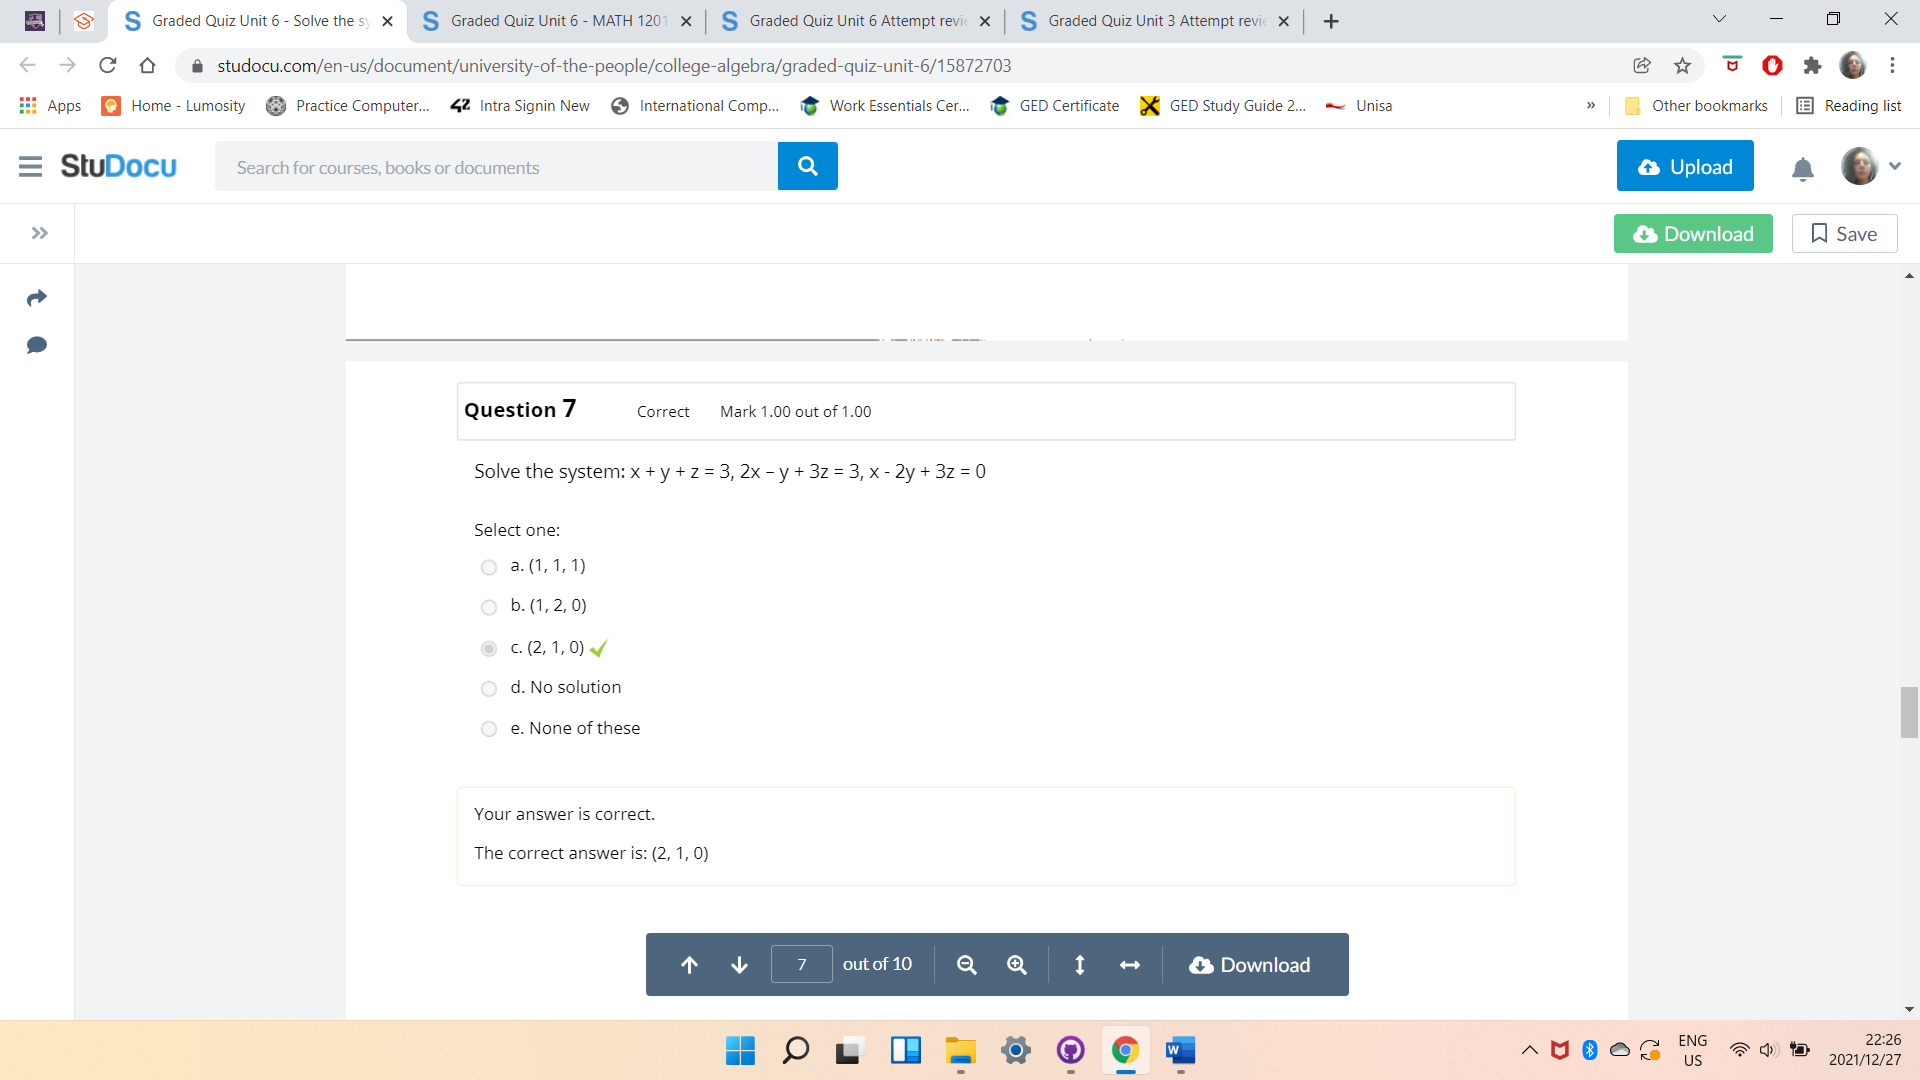 Graded Quiz Unit 6 - Solve the sy
Graded Quiz Unit 6 - MATH 1201
Graded Quiz Unit 6 Attempt revie
Graded Quiz Unit 3 Attempt revie
studocu.com/en-us/document/university-of-the-people/college-algebra/graded-quiz-unit-6/15872703
Apps
Home - Lumosity
Practice Computer...
Intra Signin New
International Comp...
Work Essentials Cer...
GED Certificate
GED Study Guide 2...
Unisa
»
Other bookmarks
Reading list
StuDocu
Search for courses, books or documents
Upload
Download
Save
Question 7 Correct Mark 1.00 out of 1.00
Solve the system: x + y + z = 3, 2x – y + 3z = 3, x - 2y + 3z = 0
Select one:
a. (1, 1, 1)
b. (1, 2, 0)
c. (2, 1, 0)
d. No solution
e. None of these
Your answer is correct.
The correct answer is: (2, 1, 0)
7 out of 10
Download
ENG
US
22:26
2021/12/27